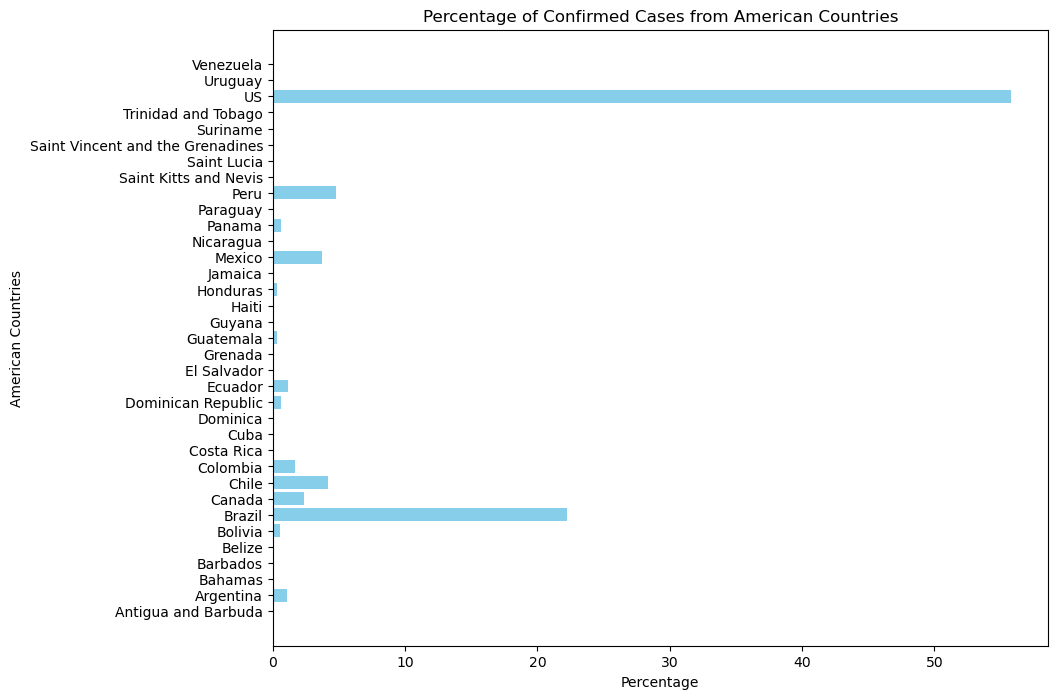 Percentage of Confirmed Cases from American Countries
American Countries
Venezuela
Uruguay
US
Trinidad and Tobago
Suriname
Saint Vincent and the Grenadines
Saint Lucia
Saint Kitts and Nevis
Peru
Paraguay
Panama
Nicaragua
Mexico
Jamaica
Honduras
Haiti
Guyana
Guatemala
Grenada
El Salvador
Ecuador
Dominican Republic
Dominica
Cuba
Costa Rica
Colombia
Chile
Canada
Brazil
Bolivia
Belize
Barbados
Bahamas
Argentina
Antigua and Barbuda
0 10 20 30 40 50
Percentage